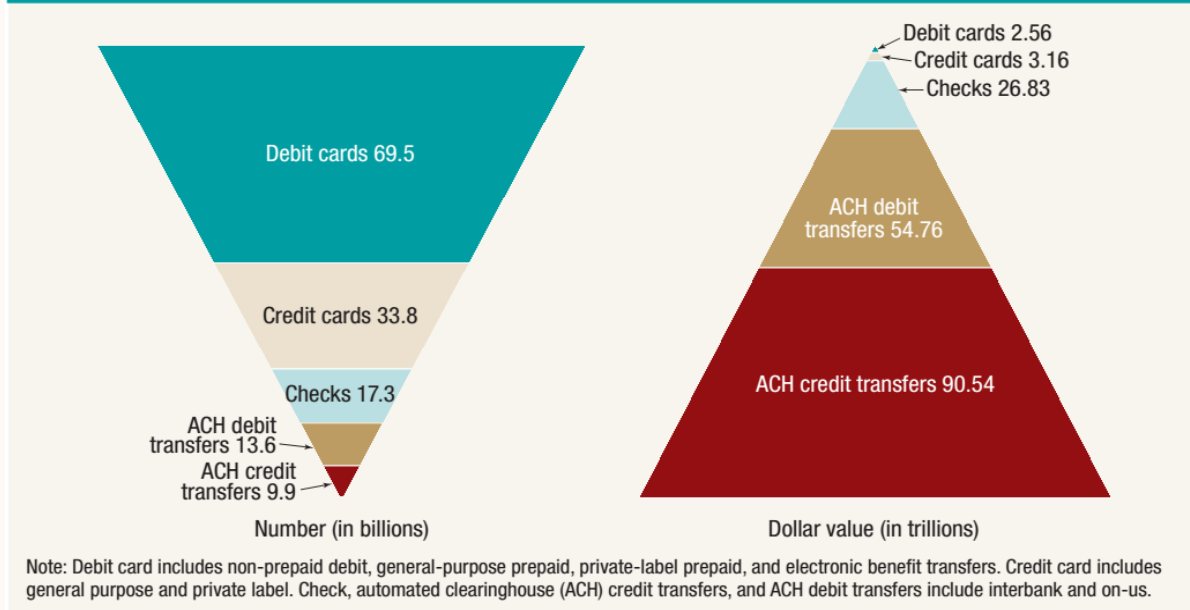 Debit cards 69.5
Credit cards 33.8
Checks 17.3
ACH debit
transfers 13.6
ACH credit
transfers 9.9
Number (in billions)
Debit cards 2.56
Credit cards 3.16
Checks 26.83
ACH debit
transfers 54.76
ACH credit transfers 90.54
Dollar value (in trillions)
Note: Debit card includes non-prepaid debit, general-purpose prepaid, private-label prepaid, and electronic benefit transfers. Credit card includes
general purpose and private label. Check, automated clearinghouse (ACH) credit transfers, and ACH debit transfers include interbank and on-us.